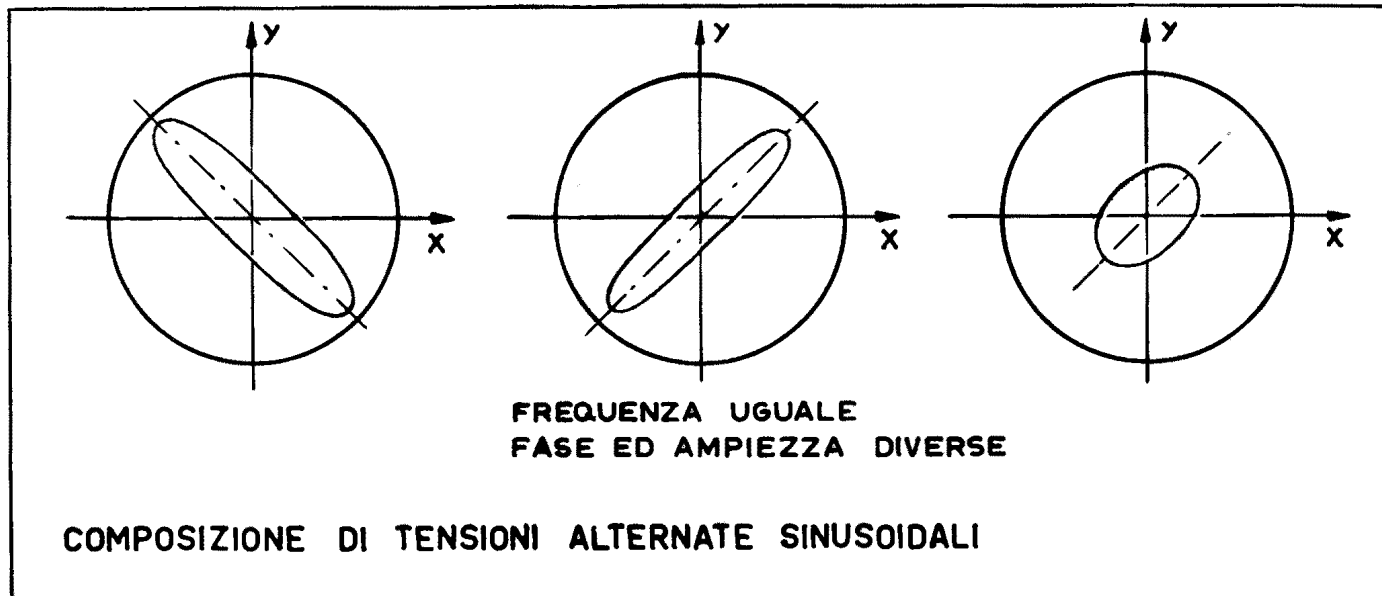 Y
Y
Y
X
X
X
FREQUENZA UGUALE
FASE ED AMPIEZZA DIVERSE
COMPOSIZIONE DI TENSIONI ALTERNATE SINUSOIDALI